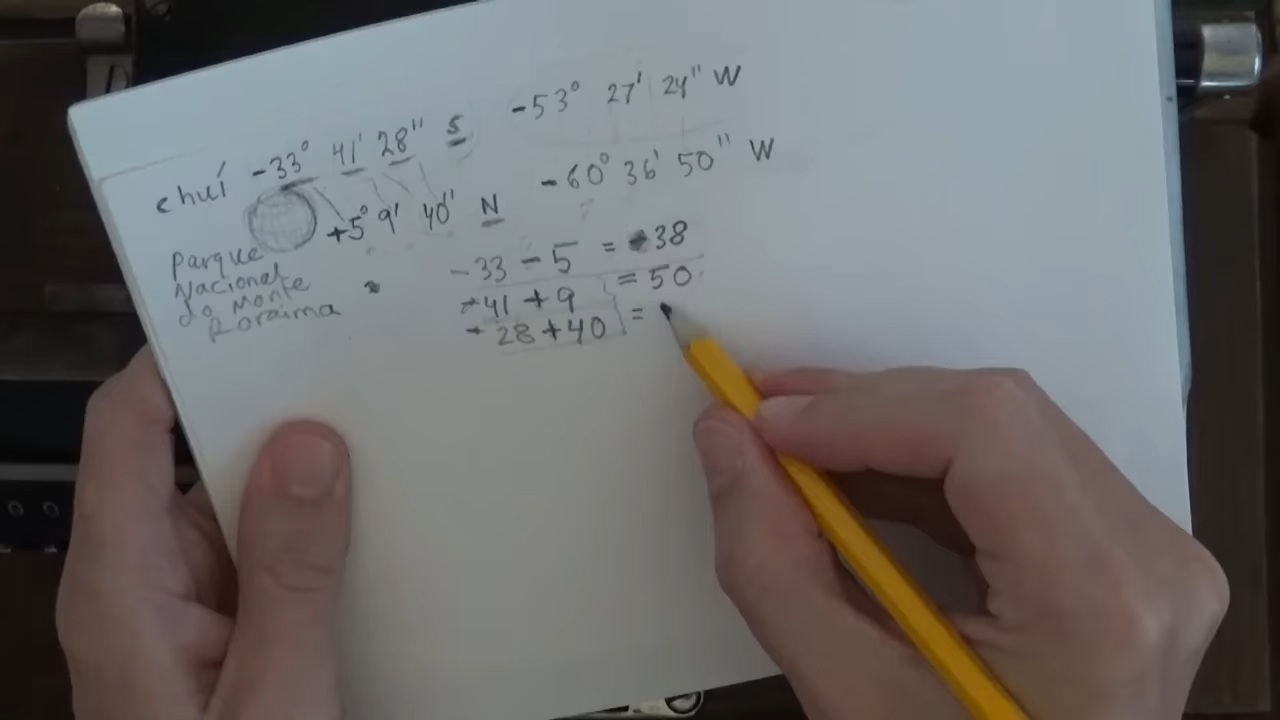 chuí -33° 41' 28" S -53° 27' 24" W
+5° 9' 40" N -60° 36' 50" W
Parque
Nacional
do Monte
Roraima
-33 - 5 = -38
-41 + 9 = 50
-28 + 40 =